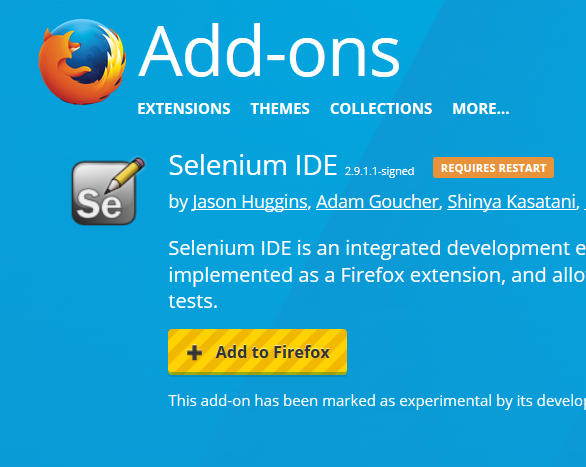 Add-ons
EXTENSIONS THEMES COLLECTIONS MORE...
Selenium IDE 2.9.1.1-signed REQUIRES RESTART
Se
by Jason Huggins, Adam Goucher, Shinya Kasatani,
Selenium IDE is an integrated development e
implemented as a Firefox extension, and allo
tests.
Add to Firefox
This add-on has been marked as experimental by its develop